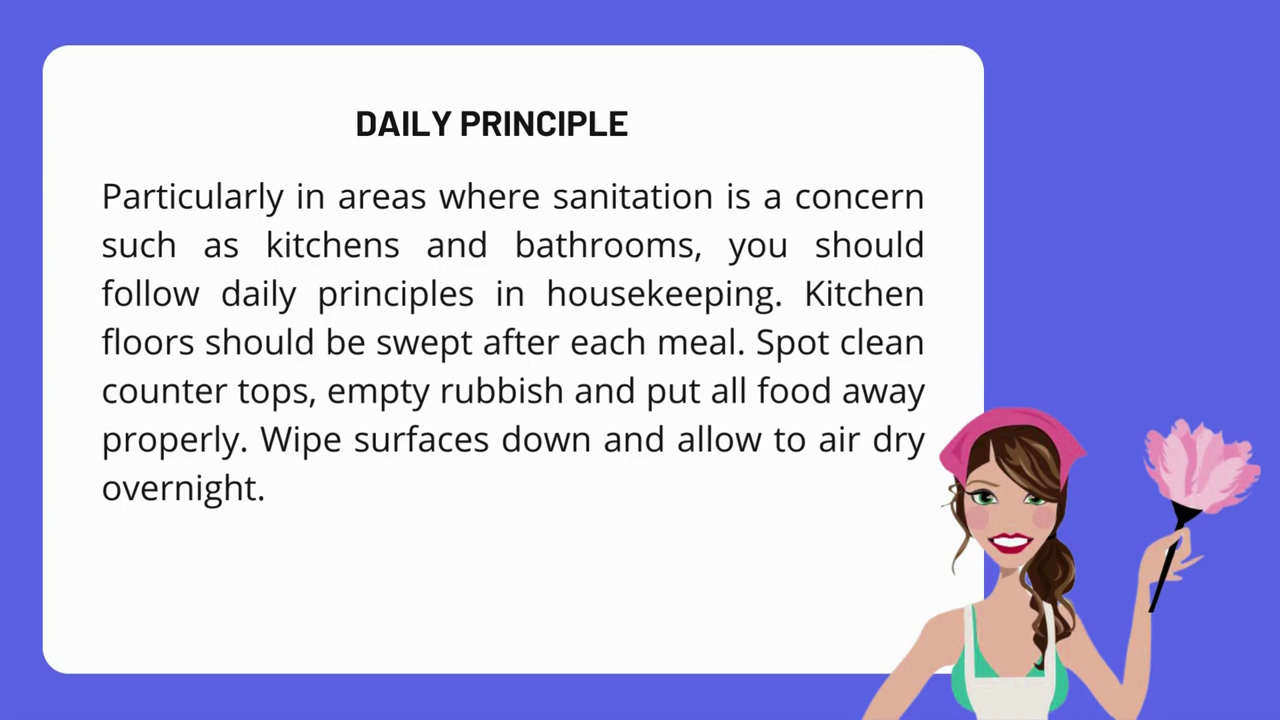 DAILY PRINCIPLE
Particularly in areas where sanitation is a concern
such as kitchens and bathrooms, you should
follow daily principles in housekeeping. Kitchen
floors should be swept after each meal. Spot clean
counter tops, empty rubbish and put all food away
properly. Wipe surfaces down and allow to air dry
overnight.